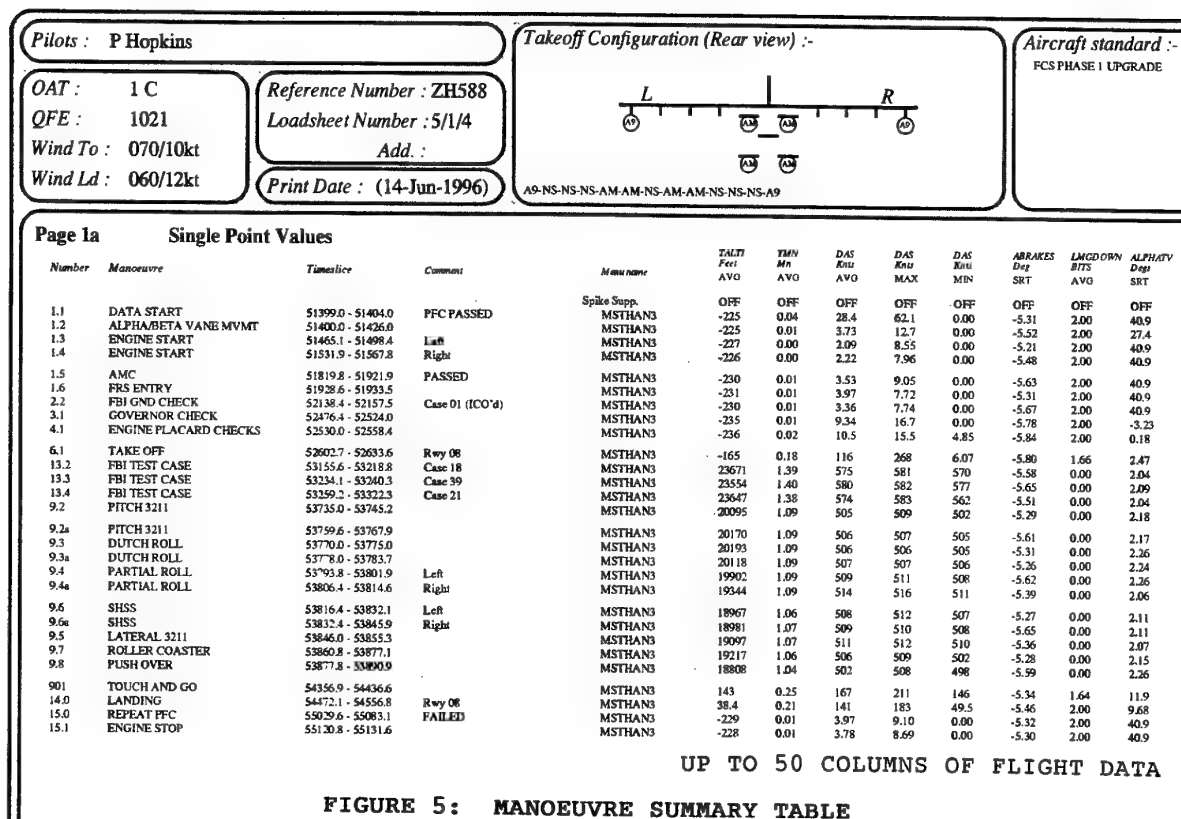 Pilots : P Hopkins
OAT : 1 C
QFE : 1021
Wind To : 070/10kt
Wind Ld : 060/12kt
Reference Number : ZH588
Loadsheet Number : 5/1/4
Add. :
Print Date : (14-Jun-1996)
Takeoff Configuration (Rear view) :-
L R
A9 AM AM A9
AM AM
A9-NS-NS-NS-AM-AM-NS-AM-AM-NS-NS-NS-A9
Aircraft standard :-
FCS PHASE 1 UPGRADE
Page 1a Single Point Values
Number Manoeuvre Timeslice Comment Menu name TALTI Feet AVG TMN Mn AVG DAS Knts AVG DAS Knts MAX DAS Knts MIN ABRAKES Deg SRT LMGDOWN BITS AVG ALPHATV Degs SRT
Spike Supp. OFF OFF OFF OFF OFF OFF OFF OFF
1.1 DATA START 51399.0 - 51404.0 PFC PASSED MSTHAN3 -225 0.04 28.4 62.1 0.00 -5.31 2.00 40.9
1.2 ALPHA/BETA VANE MVMT 51400.0 - 51426.0 MSTHAN3 -225 0.01 3.73 12.7 0.00 -5.52 2.00 27.4
1.3 ENGINE START 51465.1 - 51498.4 Left MSTHAN3 -227 0.00 2.09 8.55 0.00 -5.21 2.00 40.9
1.4 ENGINE START 51531.9 - 51567.8 Right MSTHAN3 -226 0.00 2.22 7.96 0.00 -5.48 2.00 40.9
1.5 AMC 51819.8 - 51921.9 PASSED MSTHAN3 -230 0.01 3.53 9.05 0.00 -5.63 2.00 40.9
1.6 FRS ENTRY 51928.6 - 51933.5 MSTHAN3 -231 0.01 3.97 7.72 0.00 -5.31 2.00 40.9
2.2 FBI GND CHECK 52138.4 - 52157.5 Case 01 (ICO'd) MSTHAN3 -230 0.01 3.36 7.74 0.00 -5.67 2.00 40.9
3.1 GOVERNOR CHECK 52476.4 - 52524.0 MSTHAN3 -235 0.01 9.34 16.7 0.00 -5.78 2.00 -3.23
4.1 ENGINE PLACARD CHECKS 52530.0 - 52558.4 MSTHAN3 -236 0.02 10.5 15.5 4.85 -5.84 2.00 0.18
6.1 TAKE OFF 52602.7 - 52633.6 Rwy 08 MSTHAN3 -165 0.18 116 268 6.07 -5.80 1.66 2.47
13.2 FBI TEST CASE 53155.6 - 53218.8 Case 18 MSTHAN3 23671 1.39 575 581 570 -5.58 0.00 2.04
13.3 FBI TEST CASE 53234.1 - 53240.3 Case 39 MSTHAN3 23554 1.40 580 582 577 -5.65 0.00 2.09
13.4 FBI TEST CASE 53259.2 - 53322.3 Case 21 MSTHAN3 23647 1.38 574 583 562 -5.51 0.00 2.04
9.2 PITCH 3211 53735.0 - 53745.2 MSTHAN3 20095 1.09 505 509 502 -5.29 0.00 2.18
9.2a PITCH 3211 53759.6 - 53767.9 MSTHAN3 20170 1.09 506 507 505 -5.61 0.00 2.17
9.3 DUTCH ROLL 53770.0 - 53775.0 MSTHAN3 20193 1.09 506 506 505 -5.31 0.00 2.26
9.3a DUTCH ROLL 53778.0 - 53783.7 MSTHAN3 20118 1.09 507 507 506 -5.26 0.00 2.24
9.4 PARTIAL ROLL 53793.8 - 53801.9 Left MSTHAN3 19902 1.09 509 511 508 -5.62 0.00 2.26
9.4a PARTIAL ROLL 53806.4 - 53814.6 Right MSTHAN3 19344 1.09 514 516 511 -5.39 0.00 2.06
9.6 SHSS 53816.4 - 53832.1 Left MSTHAN3 18967 1.06 508 512 507 -5.27 0.00 2.11
9.6a SHSS 53832.4 - 53845.9 Right MSTHAN3 18981 1.07 509 510 508 -5.65 0.00 2.11
9.5 LATERAL 3211 53846.0 - 53855.3 MSTHAN3 19097 1.07 511 512 510 -5.36 0.00 2.07
9.7 ROLLER COASTER 53860.8 - 53877.1 MSTHAN3 19217 1.06 506 509 502 -5.28 0.00 2.15
9.8 PUSH OVER 53877.8 - 53890.9 MSTHAN3 18808 1.04 502 508 498 -5.59 0.00 2.26
901 TOUCH AND GO 54356.9 - 54436.6 MSTHAN3 143 0.25 167 211 146 -5.34 1.64 11.9
14.0 LANDING 54472.1 - 54556.8 Rwy 08 MSTHAN3 38.4 0.21 141 183 49.5 -5.46 2.00 9.68
15.0 REPEAT PFC 55029.6 - 55083.1 FAILED MSTHAN3 -229 0.01 3.97 9.10 0.00 -5.32 2.00 40.9
15.1 ENGINE STOP 55120.8 - 55131.6 MSTHAN3 -228 0.01 3.78 8.69 0.00 -5.30 2.00 40.9
UP TO 50 COLUMNS OF FLIGHT DATA
FIGURE 5: MANOEUVRE SUMMARY TABLE